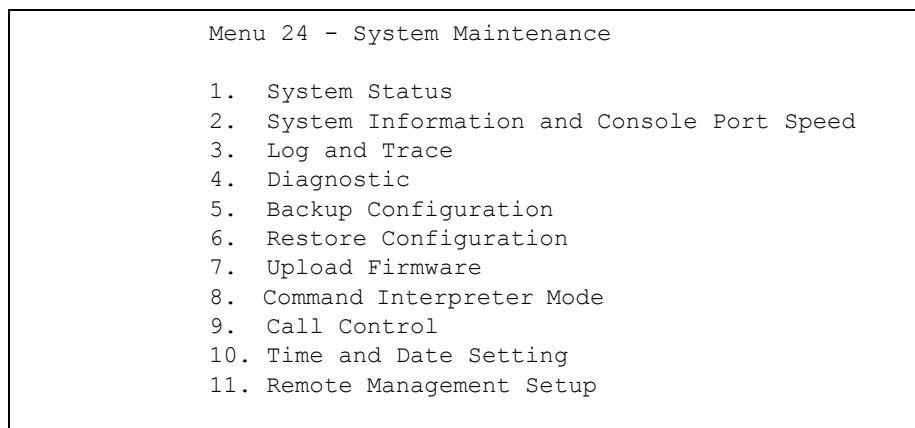 Menu 24 - System Maintenance
1. System Status
2. System Information and Console Port Speed
3. Log and Trace
4. Diagnostic
5. Backup Configuration
6. Restore Configuration
7. Upload Firmware
8. Command Interpreter Mode
9. Call Control
10. Time and Date Setting
11. Remote Management Setup